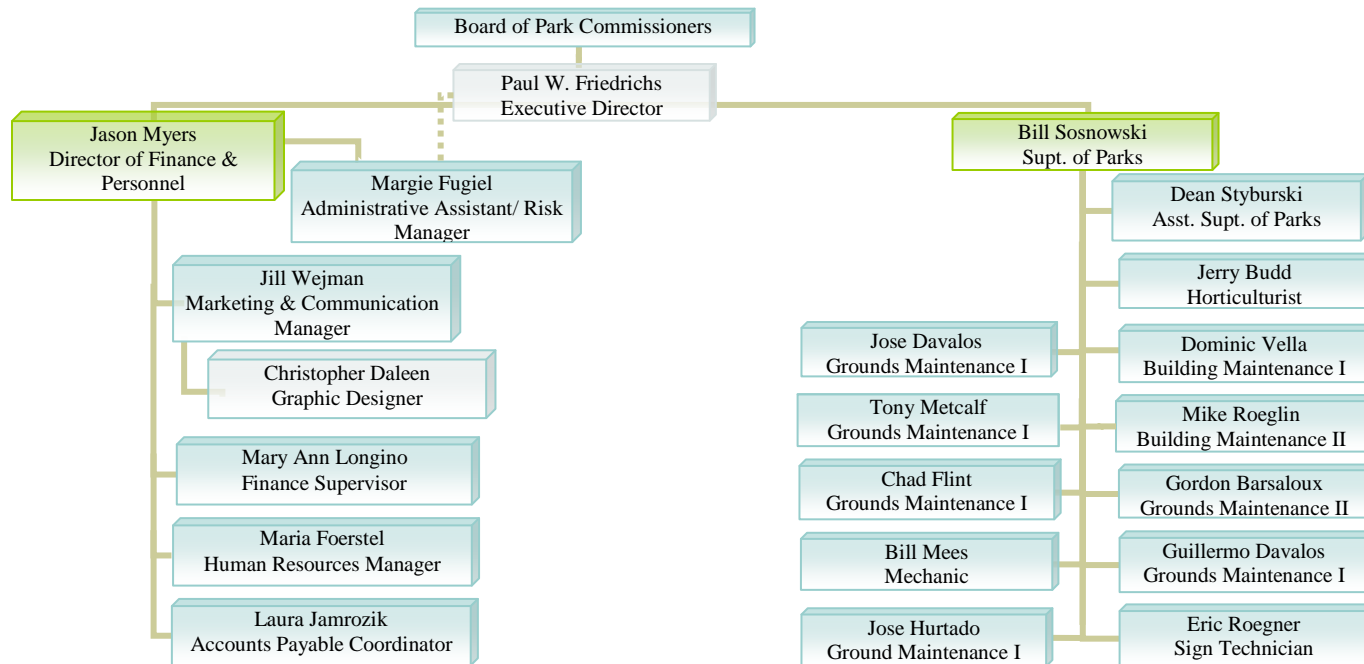 Board of Park Commissioners
Paul W. Friedrichs
Executive Director
Jason Myers
Director of Finance &
Personnel
Margie Fugiel
Administrative Assistant/ Risk
Manager
Jill Wejman
Marketing & Communication
Manager
Christopher Daleen
Graphic Designer
Mary Ann Longino
Finance Supervisor
Maria Foerstel
Human Resources Manager
Laura Jamrozik
Accounts Payable Coordinator
Bill Sosnowski
Supt. of Parks
Dean Styburski
Asst. Supt. of Parks
Jerry Budd
Horticulturist
Jose Davalos
Grounds Maintenance I
Dominic Vella
Building Maintenance I
Tony Metcalf
Grounds Maintenance I
Mike Roeglin
Building Maintenance II
Chad Flint
Grounds Maintenance I
Gordon Barsaloux
Grounds Maintenance II
Bill Mees
Mechanic
Guillermo Davalos
Grounds Maintenance I
Jose Hurtado
Ground Maintenance I
Eric Roegner
Sign Technician